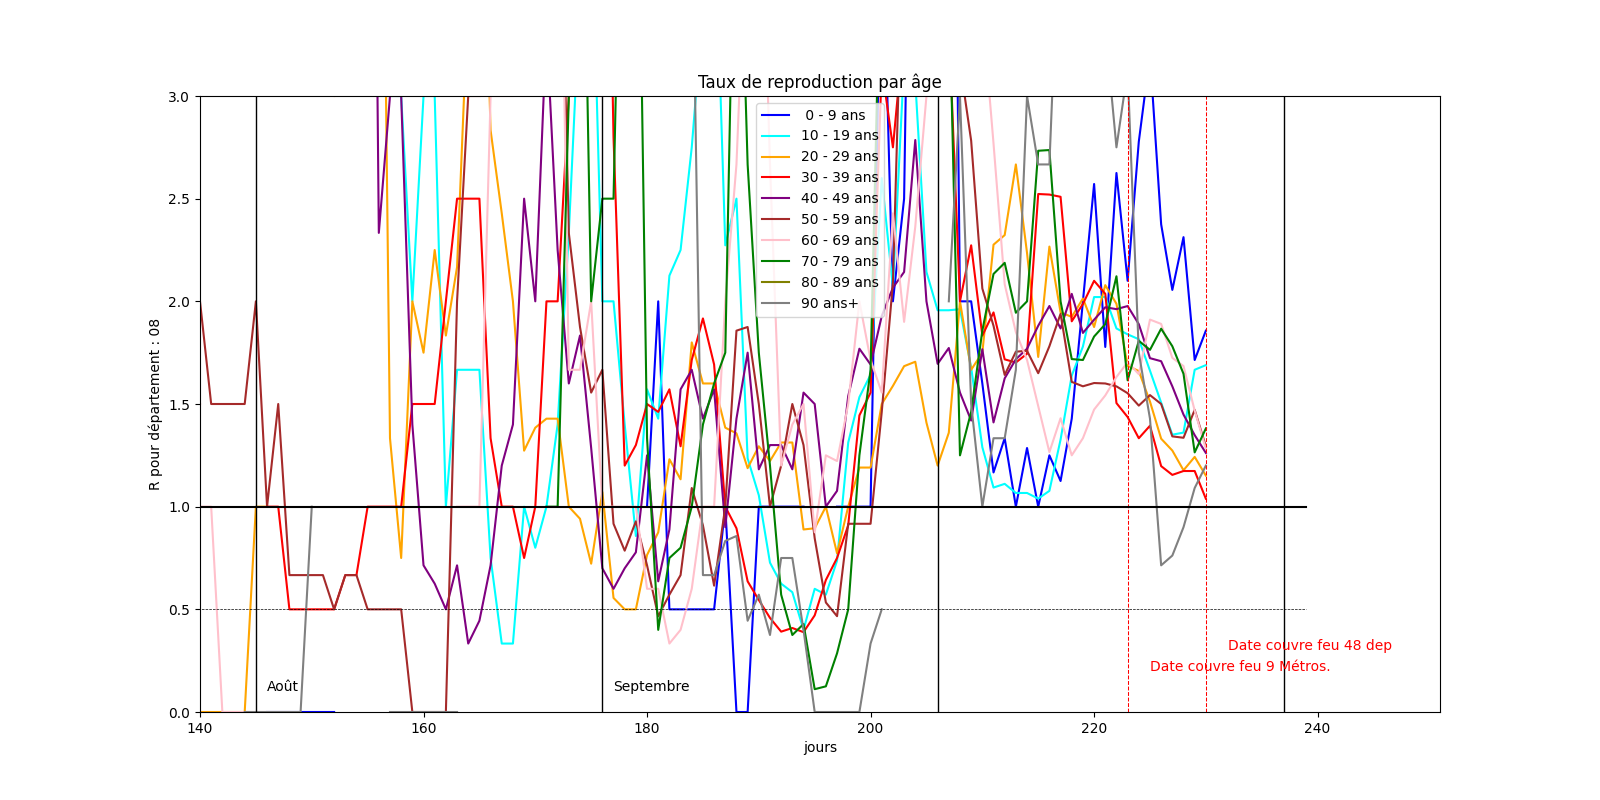 Taux de reproduction par âge
3.0
2.5
2.0
1.5
1.0
0.5
0.0
R pour département : 08
0 - 9 ans
10 - 19 ans
20 - 29 ans
30 - 39 ans
40 - 49 ans
50 - 59 ans
60 - 69 ans
70 - 79 ans
80 - 89 ans
90 ans+
Date couvre feu 48 dep
Date couvre feu 9 Métros.
Août
Septembre
140
160
180
200
220
240
jours